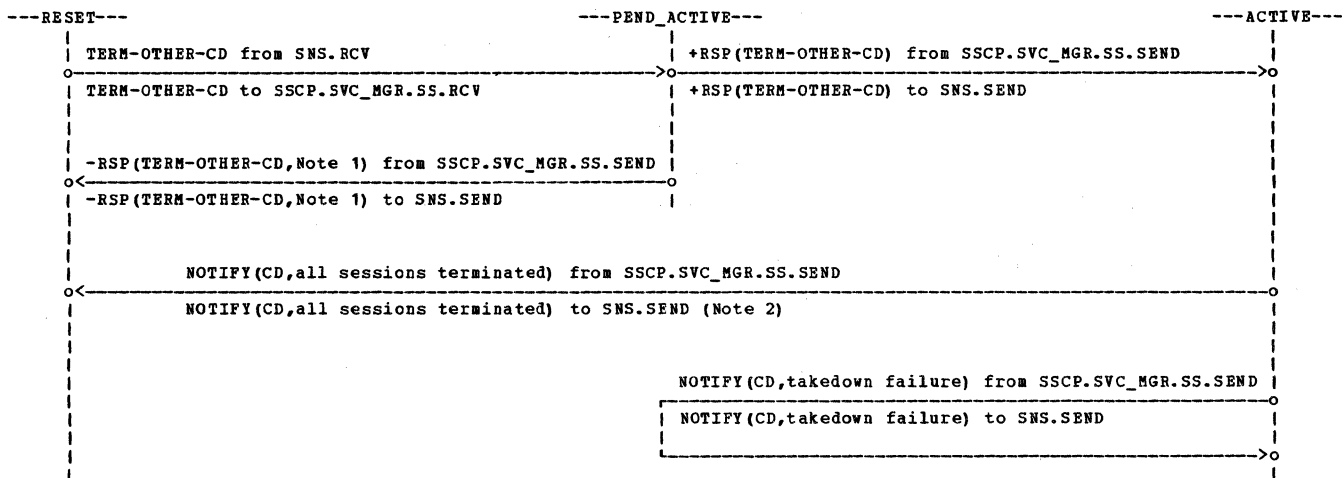 ---RESET--- ---PEND_ACTIVE--- ---ACTIVE---
TERM-OTHER-CD from SNS.RCV +RSP(TERM-OTHER-CD) from SSCP.SVC_MGR.SS.SEND
TERM-OTHER-CD to SSCP.SVC_MGR.SS.RCV +RSP(TERM-OTHER-CD) to SNS.SEND
-RSP(TERM-OTHER-CD,Note 1) from SSCP.SVC_MGR.SS.SEND
-RSP(TERM-OTHER-CD,Note 1) to SNS.SEND
NOTIFY(CD,all sessions terminated) from SSCP.SVC_MGR.SS.SEND
NOTIFY(CD,all sessions terminated) to SNS.SEND (Note 2)
NOTIFY(CD,takedown failure) from SSCP.SVC_MGR.SS.SEND
NOTIFY(CD,takedown failure) to SNS.SEND